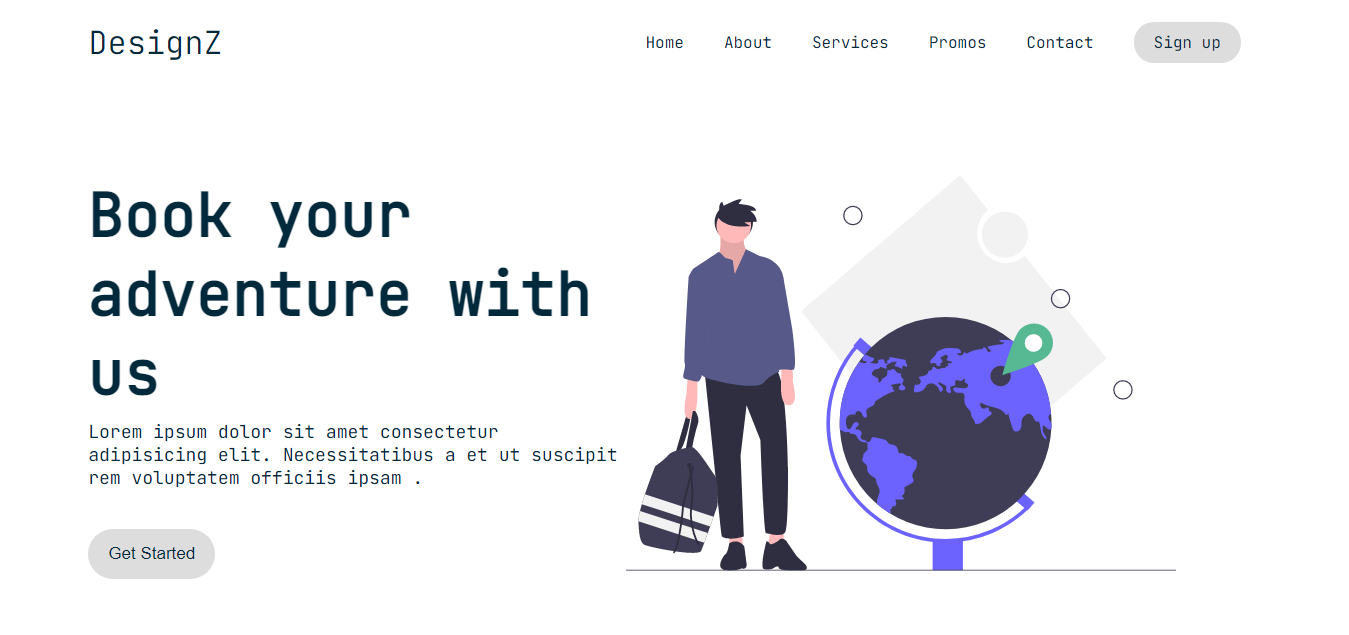 DesignZ
Home About Services Promos Contact Sign up
Book your
adventure with
us
Lorem ipsum dolor sit amet consectetur
adipisicing elit. Necessitatibus a et ut suscipit
rem voluptatem officiis ipsam .
Get Started